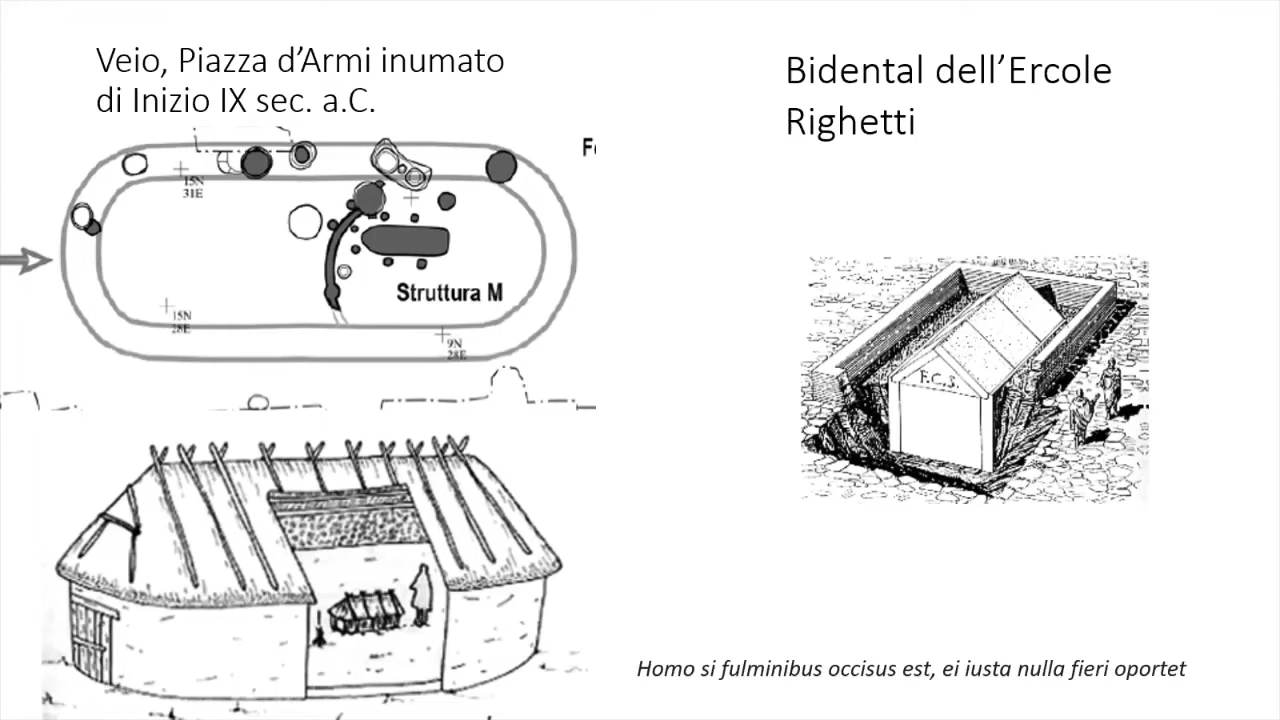 Veio, Piazza d’Armi inumato
di Inizio IX sec. a.C.
Bidental dell’Ercole
Righetti
15N
31E
Struttura M
15N
28E
9N
28E
F.C.S.
Homo si fulminibus occisus est, ei iusta nulla fieri oportet